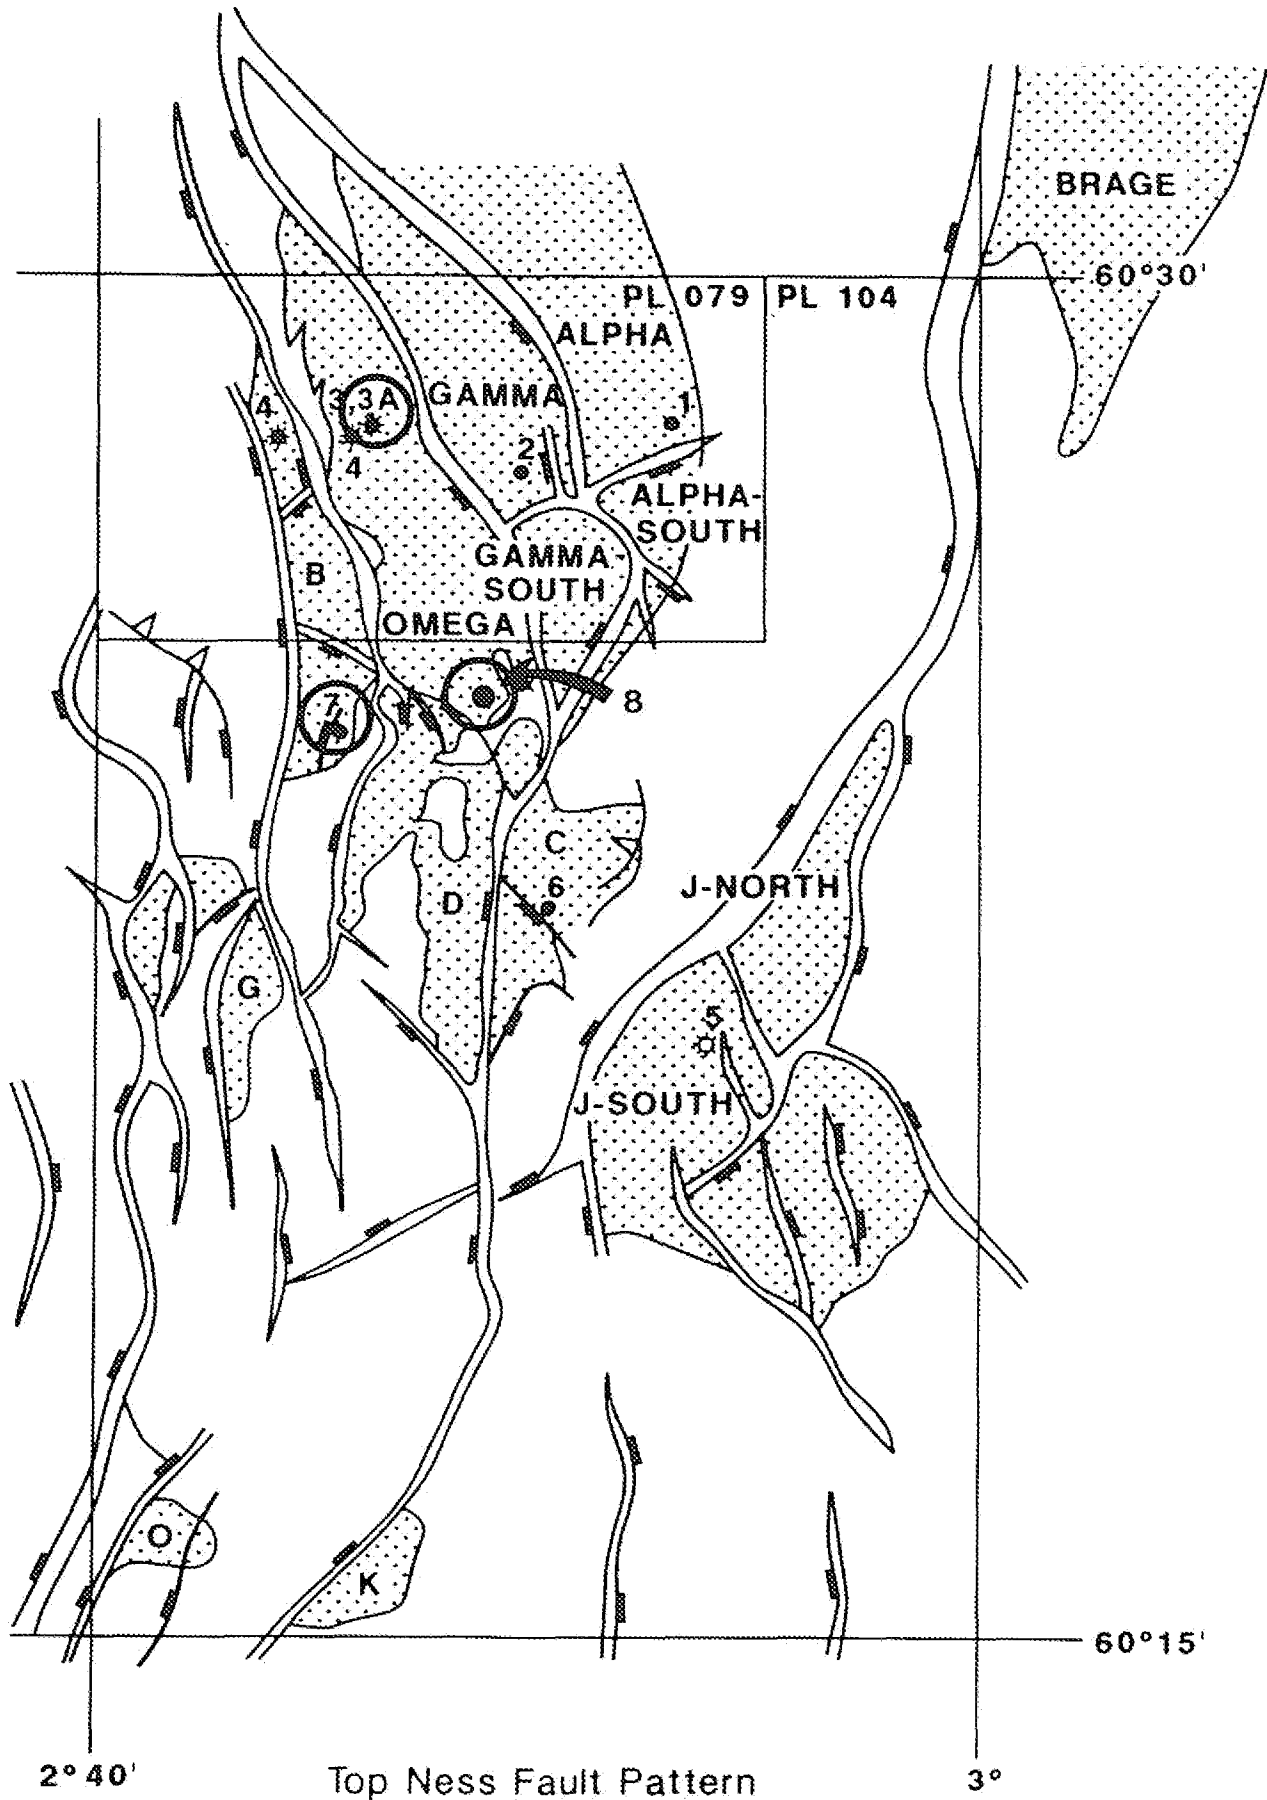 BRAGE
60°30'
PL 079
PL 104
ALPHA
GAMMA
3,3A
4
4
1
2
ALPHA-
SOUTH
GAMMA-
SOUTH
B
OMEGA
7
8
C
6
D
J-NORTH
G
5
J-SOUTH
O
K
60°15'
2°40'
Top Ness Fault Pattern
3°